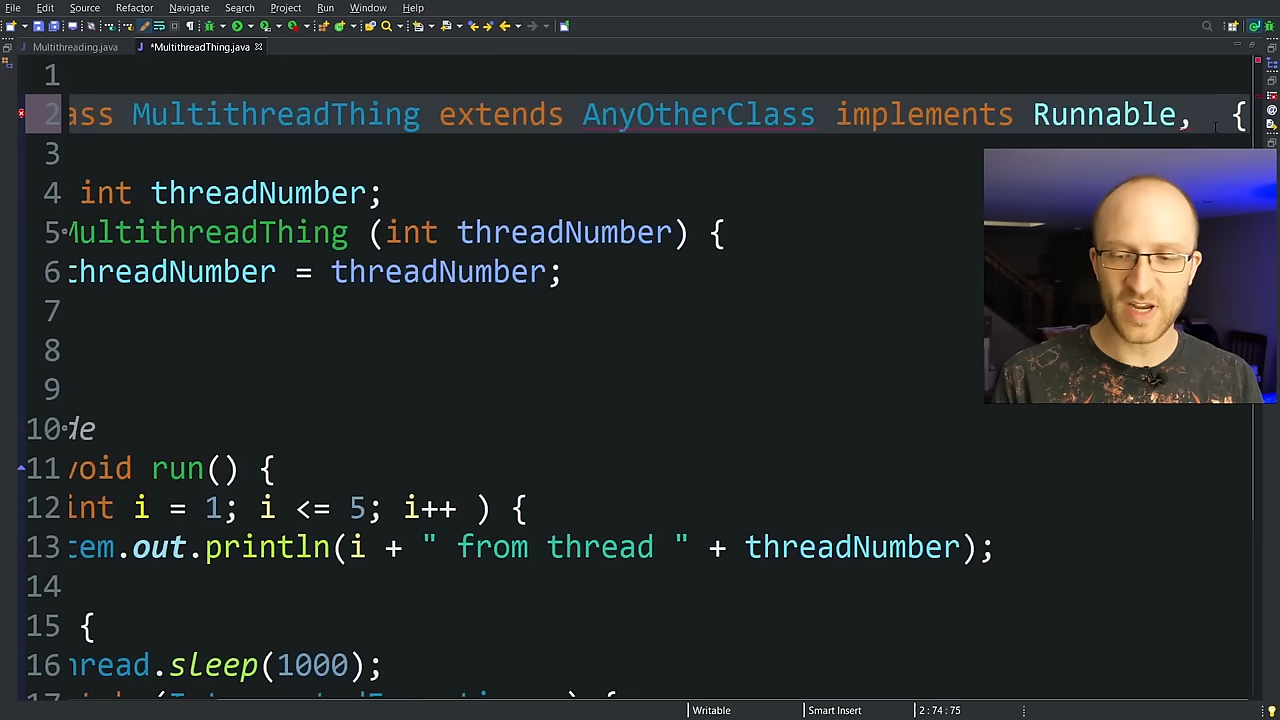 File Edit Source Refactor Navigate Search Project Run Window Help
Multithreading.java *MultithreadThing.java
1
2 ass MultithreadThing extends AnyOtherClass implements Runnable, {
3
4 int threadNumber;
5 MultithreadThing (int threadNumber) {
6 threadNumber = threadNumber;
7
8
9
10 de
11 void run() {
12 int i = 1; i <= 5; i++ ) {
13 tem.out.println(i + " from thread " + threadNumber);
14
15 {
16 hread.sleep(1000);
17
Writable Smart Insert 2 : 74 : 75